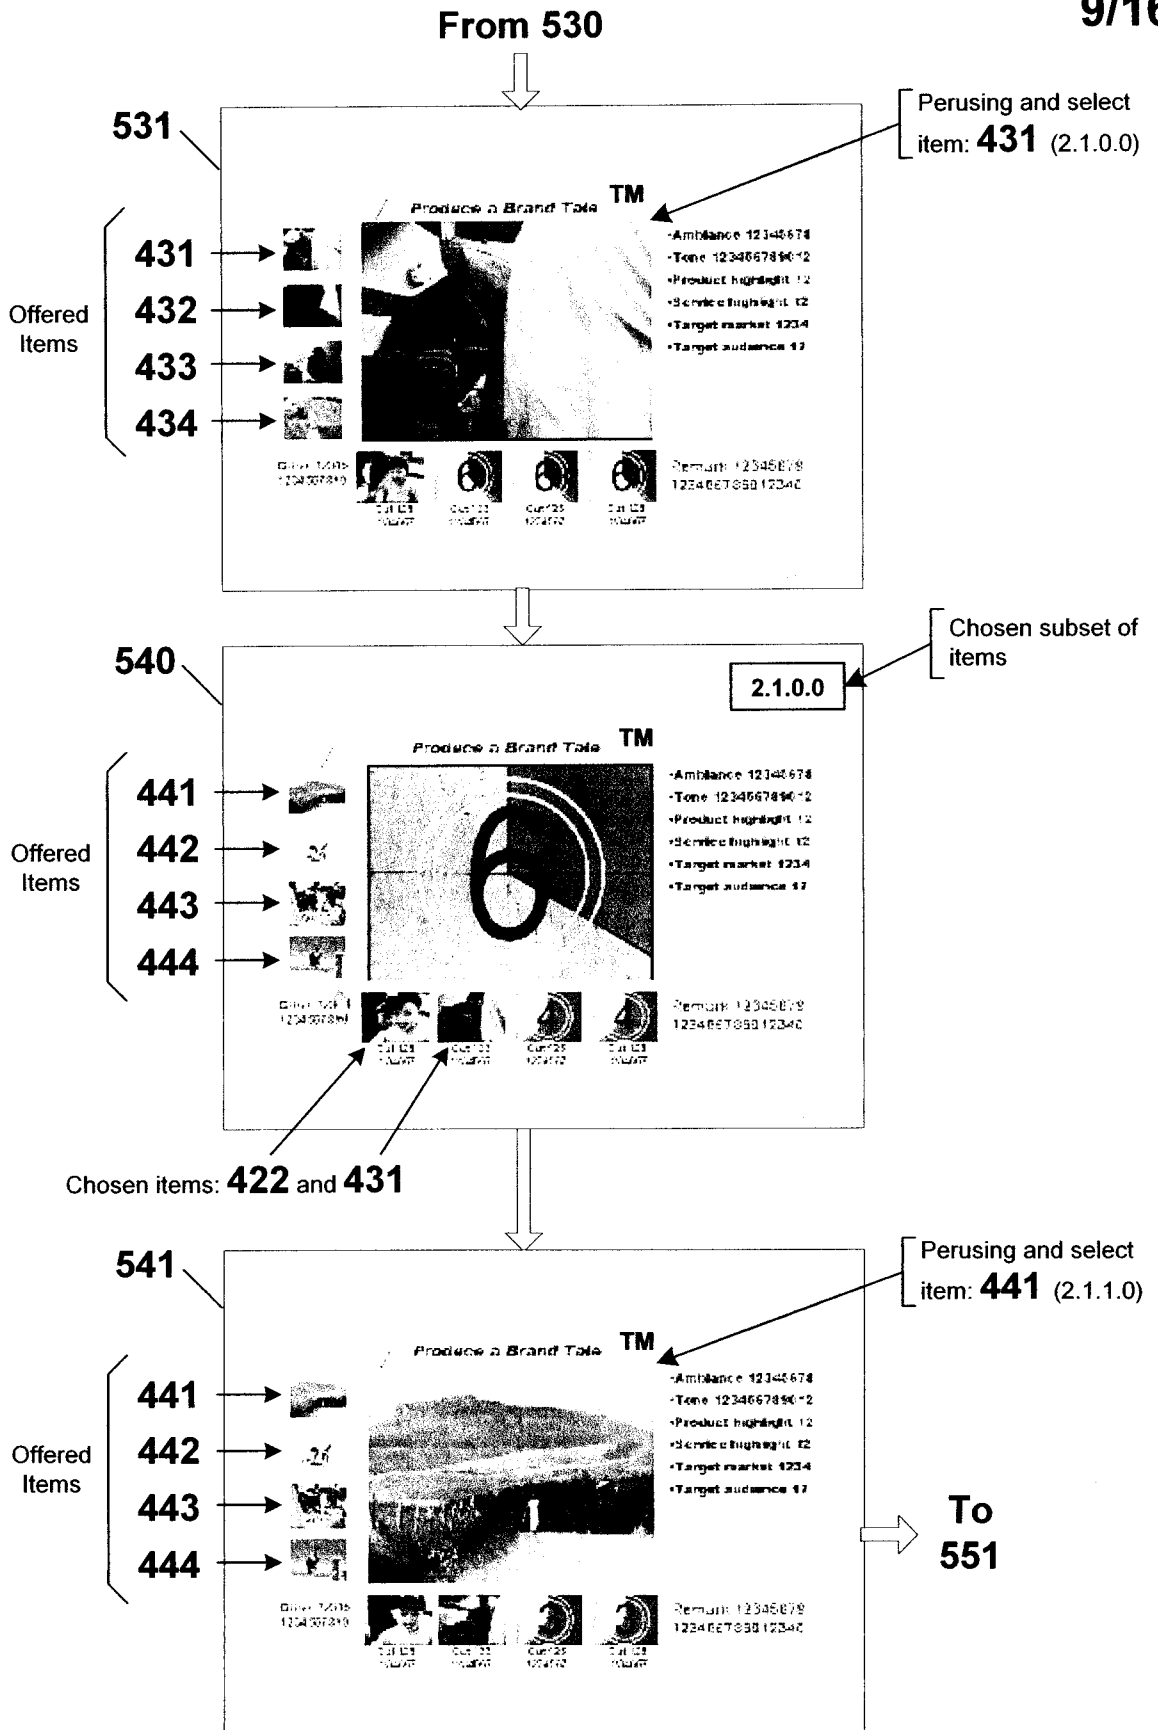 From 530
9/16
531
Perusing and select
item: 431 (2.1.0.0)
Produce a Brand Tale TM
Offered
Items
431
432
433
434
•Ambiance 12345678
•Tone 123456789012
•Product highlight 12
•Service highlight 12
•Target market 1234
•Target audience 12
Remark 12345678
540
Chosen subset of
items
2.1.0.0
Produce a Brand Tale TM
Offered
Items
441
442
443
444
•Ambiance 12345678
•Tone 123456789012
•Product highlight 12
•Service highlight 12
•Target market 1234
•Target audience 12
Remark 12345678
Chosen items: 422 and 431
541
Perusing and select
item: 441 (2.1.1.0)
Produce a Brand Tale TM
Offered
Items
441
442
443
444
•Ambiance 12345678
•Tone 123456789012
•Product highlight 12
•Service highlight 12
•Target market 1234
•Target audience 12
Remark 12345678
To
551